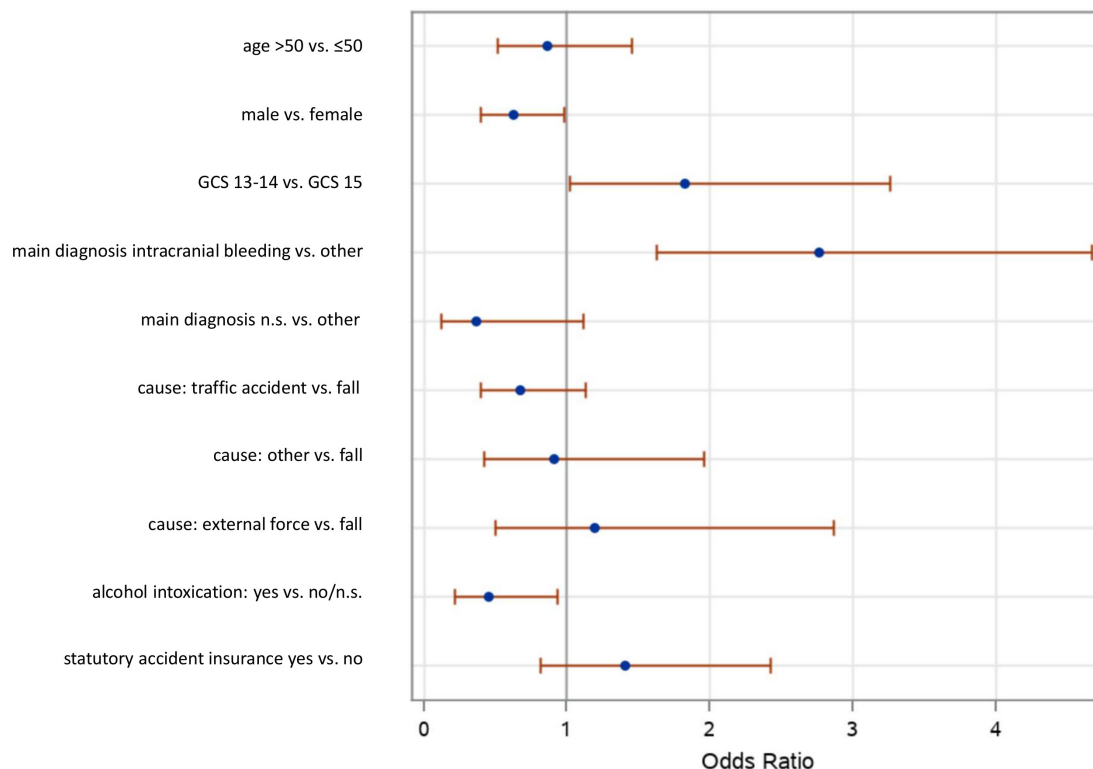 age >50 vs. ≤50
male vs. female
GCS 13-14 vs. GCS 15
main diagnosis intracranial bleeding vs. other
main diagnosis n.s. vs. other
cause: traffic accident vs. fall
cause: other vs. fall
cause: external force vs. fall
alcohol intoxication: yes vs. no/n.s.
statutory accident insurance yes vs. no
0 1 2 3 4
Odds Ratio